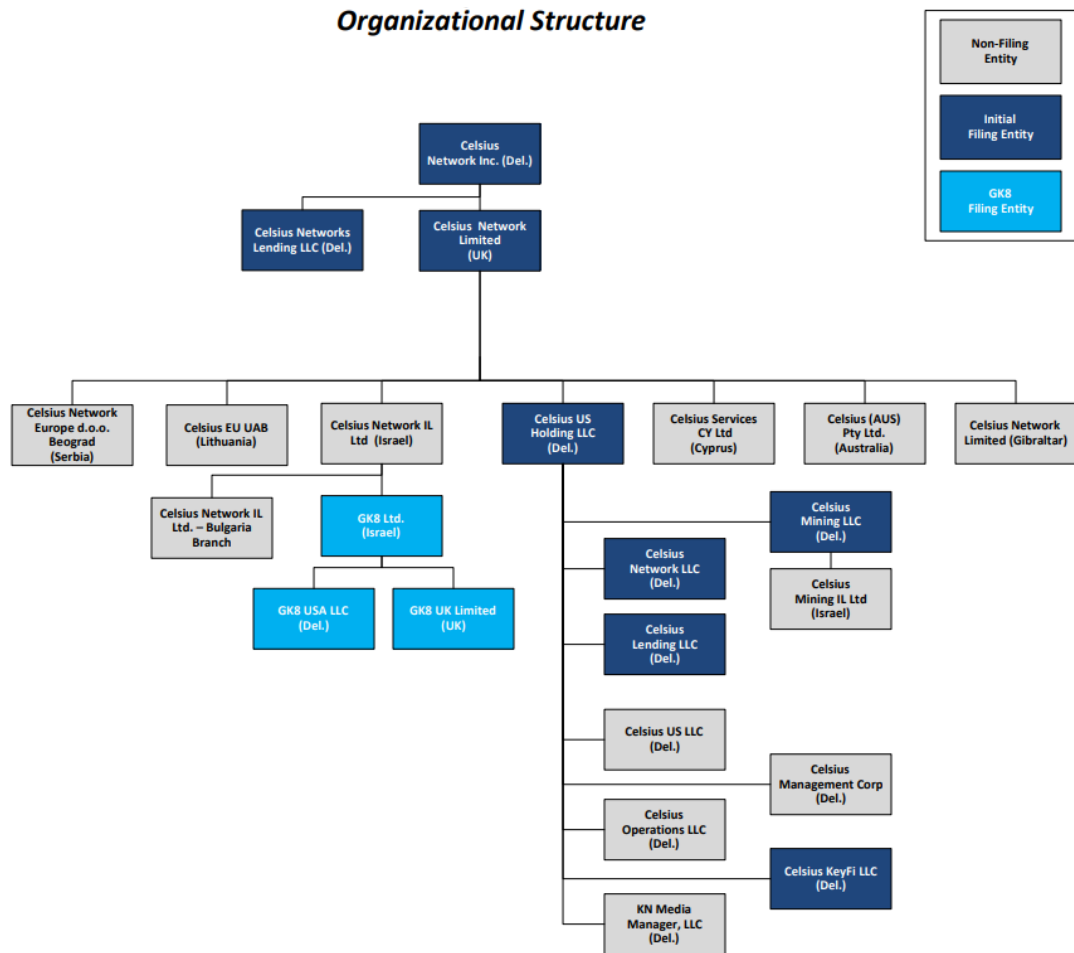 Organizational Structure
Non-Filing
Entity
Initial
Filing Entity
GK8
Filing Entity
Celsius
Network Inc. (Del.)
Celsius Networks
Lending LLC (Del.)
Celsius Network
Limited
(UK)
Celsius Network
Europe d.o.o.
Beograd
(Serbia)
Celsius EU UAB
(Lithuania)
Celsius Network IL
Ltd (Israel)
Celsius US
Holding LLC
(Del.)
Celsius Services
CY Ltd
(Cyprus)
Celsius (AUS)
Pty Ltd.
(Australia)
Celsius Network
Limited (Gibraltar)
Celsius Network IL
Ltd. – Bulgaria
Branch
GK8 Ltd.
(Israel)
Celsius
Mining LLC
(Del.)
Celsius
Network LLC
(Del.)
Celsius
Mining IL Ltd
(Israel)
GK8 USA LLC
(Del.)
GK8 UK Limited
(UK)
Celsius
Lending LLC
(Del.)
Celsius US LLC
(Del.)
Celsius
Management Corp
(Del.)
Celsius
Operations LLC
(Del.)
Celsius KeyFi LLC
(Del.)
KN Media
Manager, LLC
(Del.)